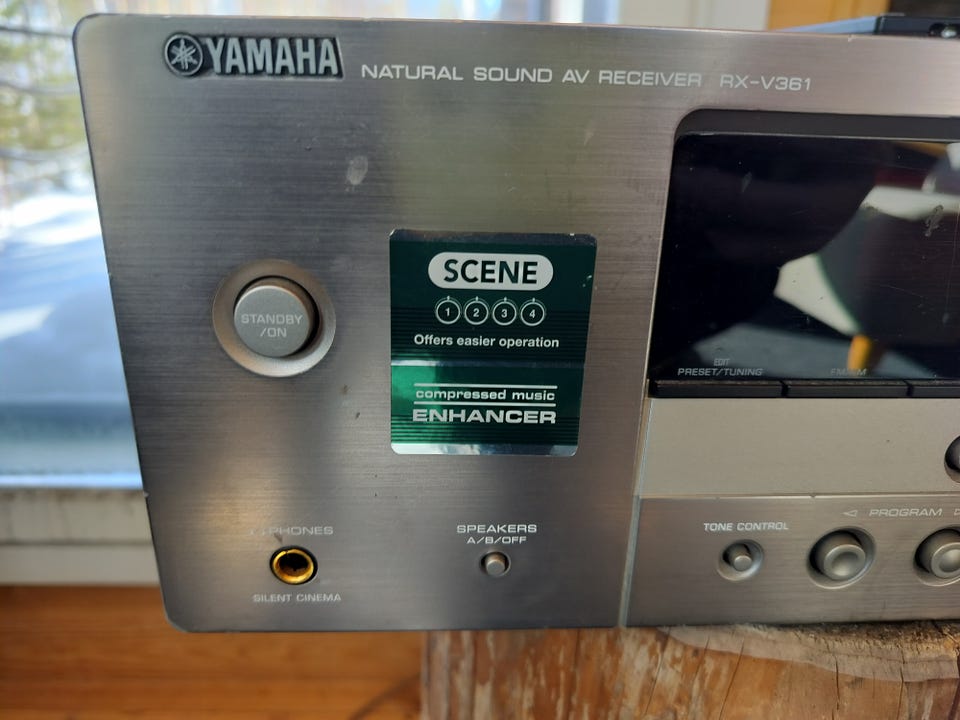 YAMAHA NATURAL SOUND AV RECEIVER RX-V361
SCENE
1 2 3 4
Offers easier operation
compressed music
ENHANCER
STANDBY
/ON
EDIT
PRESET/TUNING
PHONES
SILENT CINEMA
SPEAKERS
A/B/OFF
TONE CONTROL
PROGRAM